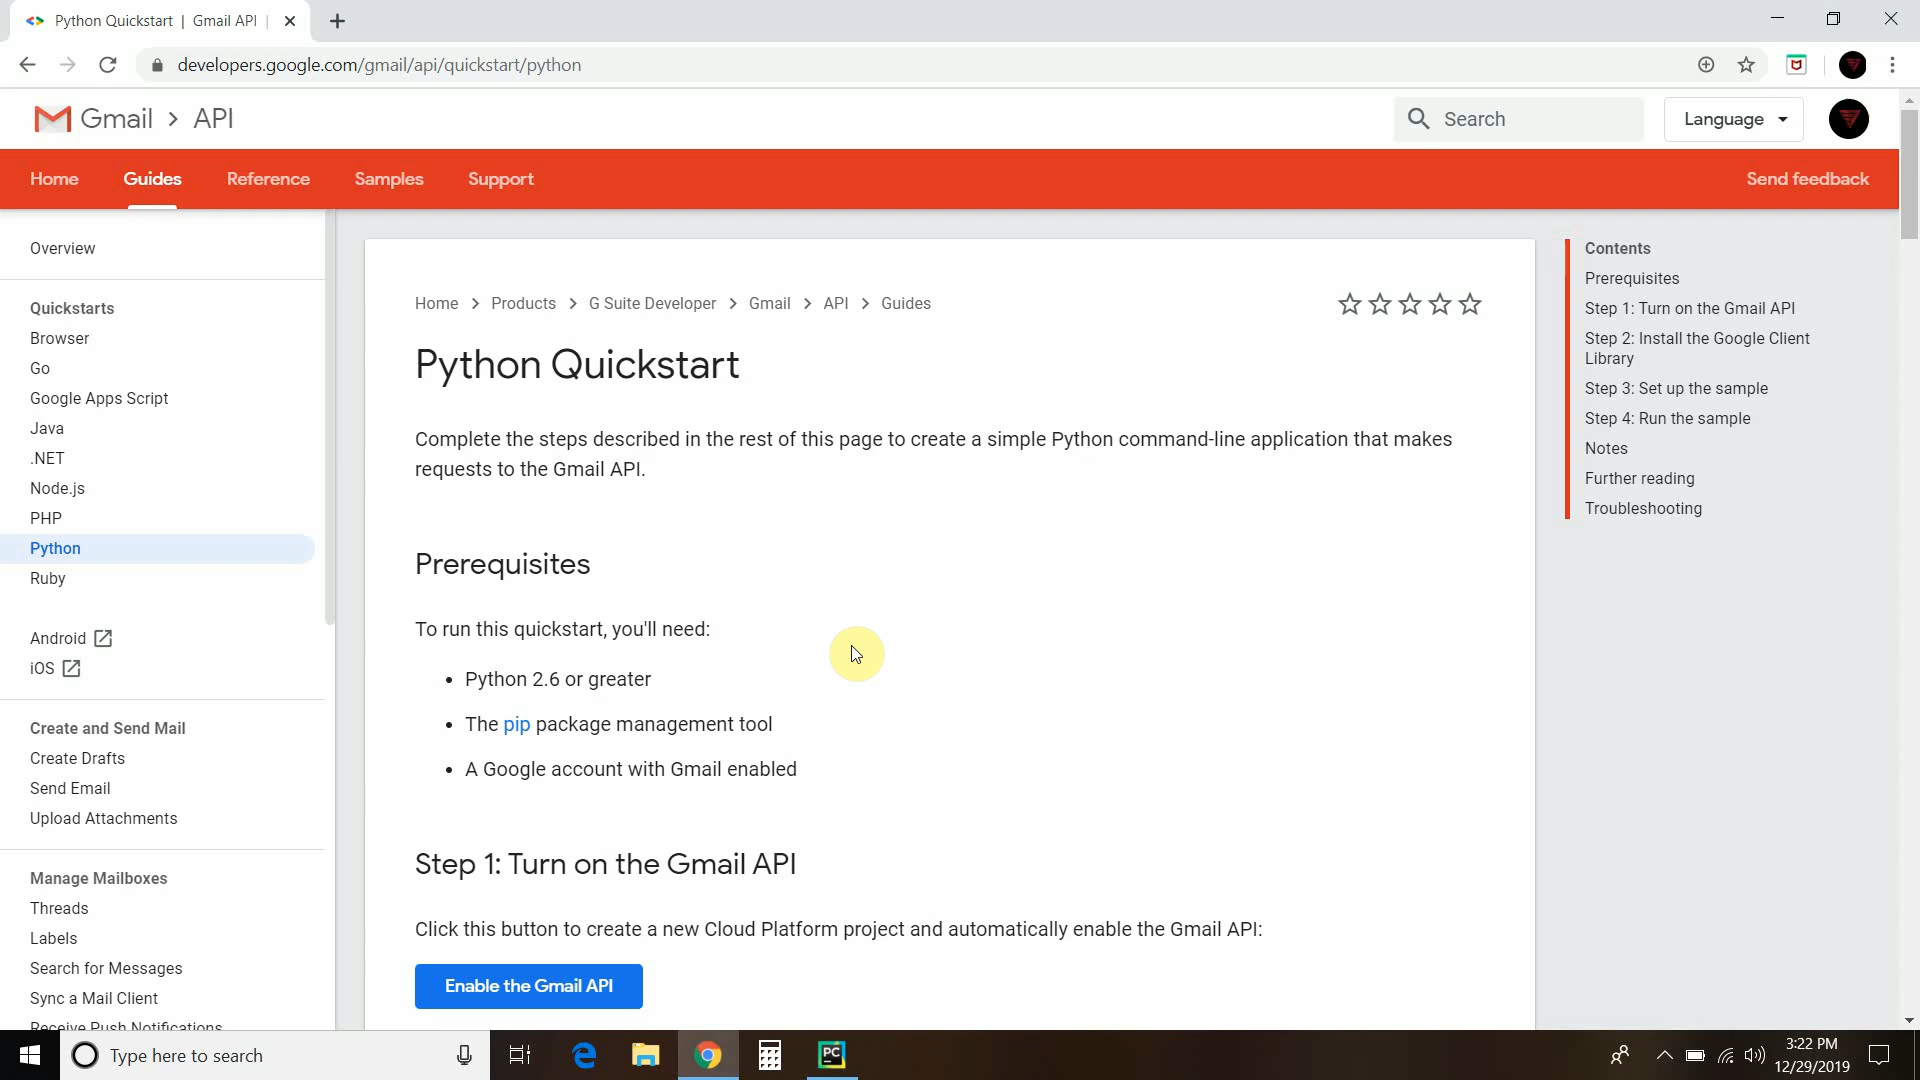 Python Quickstart | Gmail API |
developers.google.com/gmail/api/quickstart/python
Gmail > API
Search
Language
Home
Guides
Reference
Samples
Support
Send feedback
Overview
Quickstarts
Browser
Go
Google Apps Script
Java
.NET
Node.js
PHP
Python
Ruby
Android
iOS
Create and Send Mail
Create Drafts
Send Email
Upload Attachments
Manage Mailboxes
Threads
Labels
Search for Messages
Sync a Mail Client
Receive Push Notifications
Home > Products > G Suite Developer > Gmail > API > Guides
Python Quickstart
Complete the steps described in the rest of this page to create a simple Python command-line application that makes
requests to the Gmail API.
Prerequisites
To run this quickstart, you'll need:
• Python 2.6 or greater
• The pip package management tool
• A Google account with Gmail enabled
Step 1: Turn on the Gmail API
Click this button to create a new Cloud Platform project and automatically enable the Gmail API:
Enable the Gmail API
Contents
Prerequisites
Step 1: Turn on the Gmail API
Step 2: Install the Google Client
Library
Step 3: Set up the sample
Step 4: Run the sample
Notes
Further reading
Troubleshooting
Type here to search
PC
3:22 PM
12/29/2019